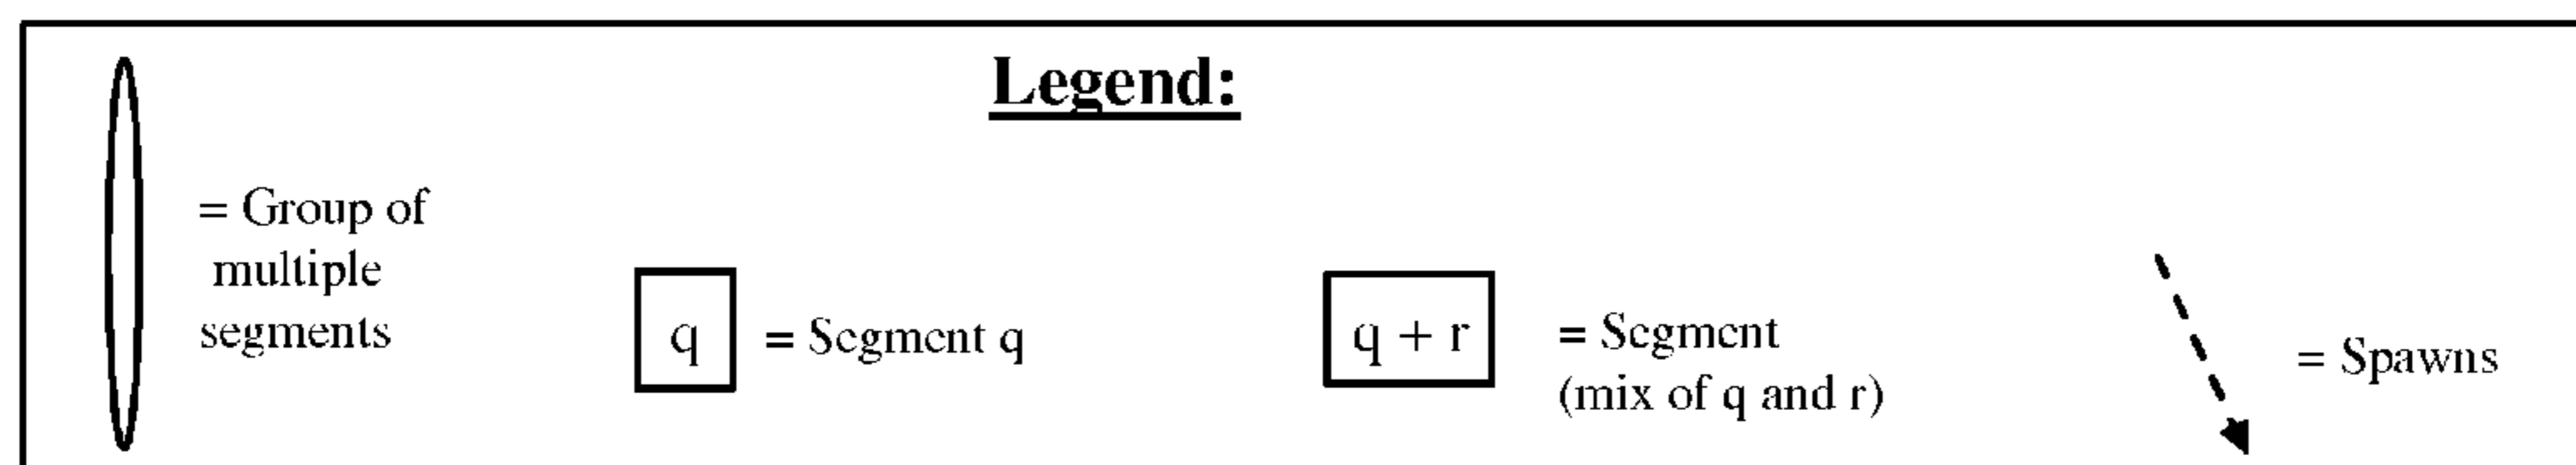 Legend:
= Group of
multiple
segments
q
= Segment q
q + r
= Segment
(mix of q and r)
= Spawns